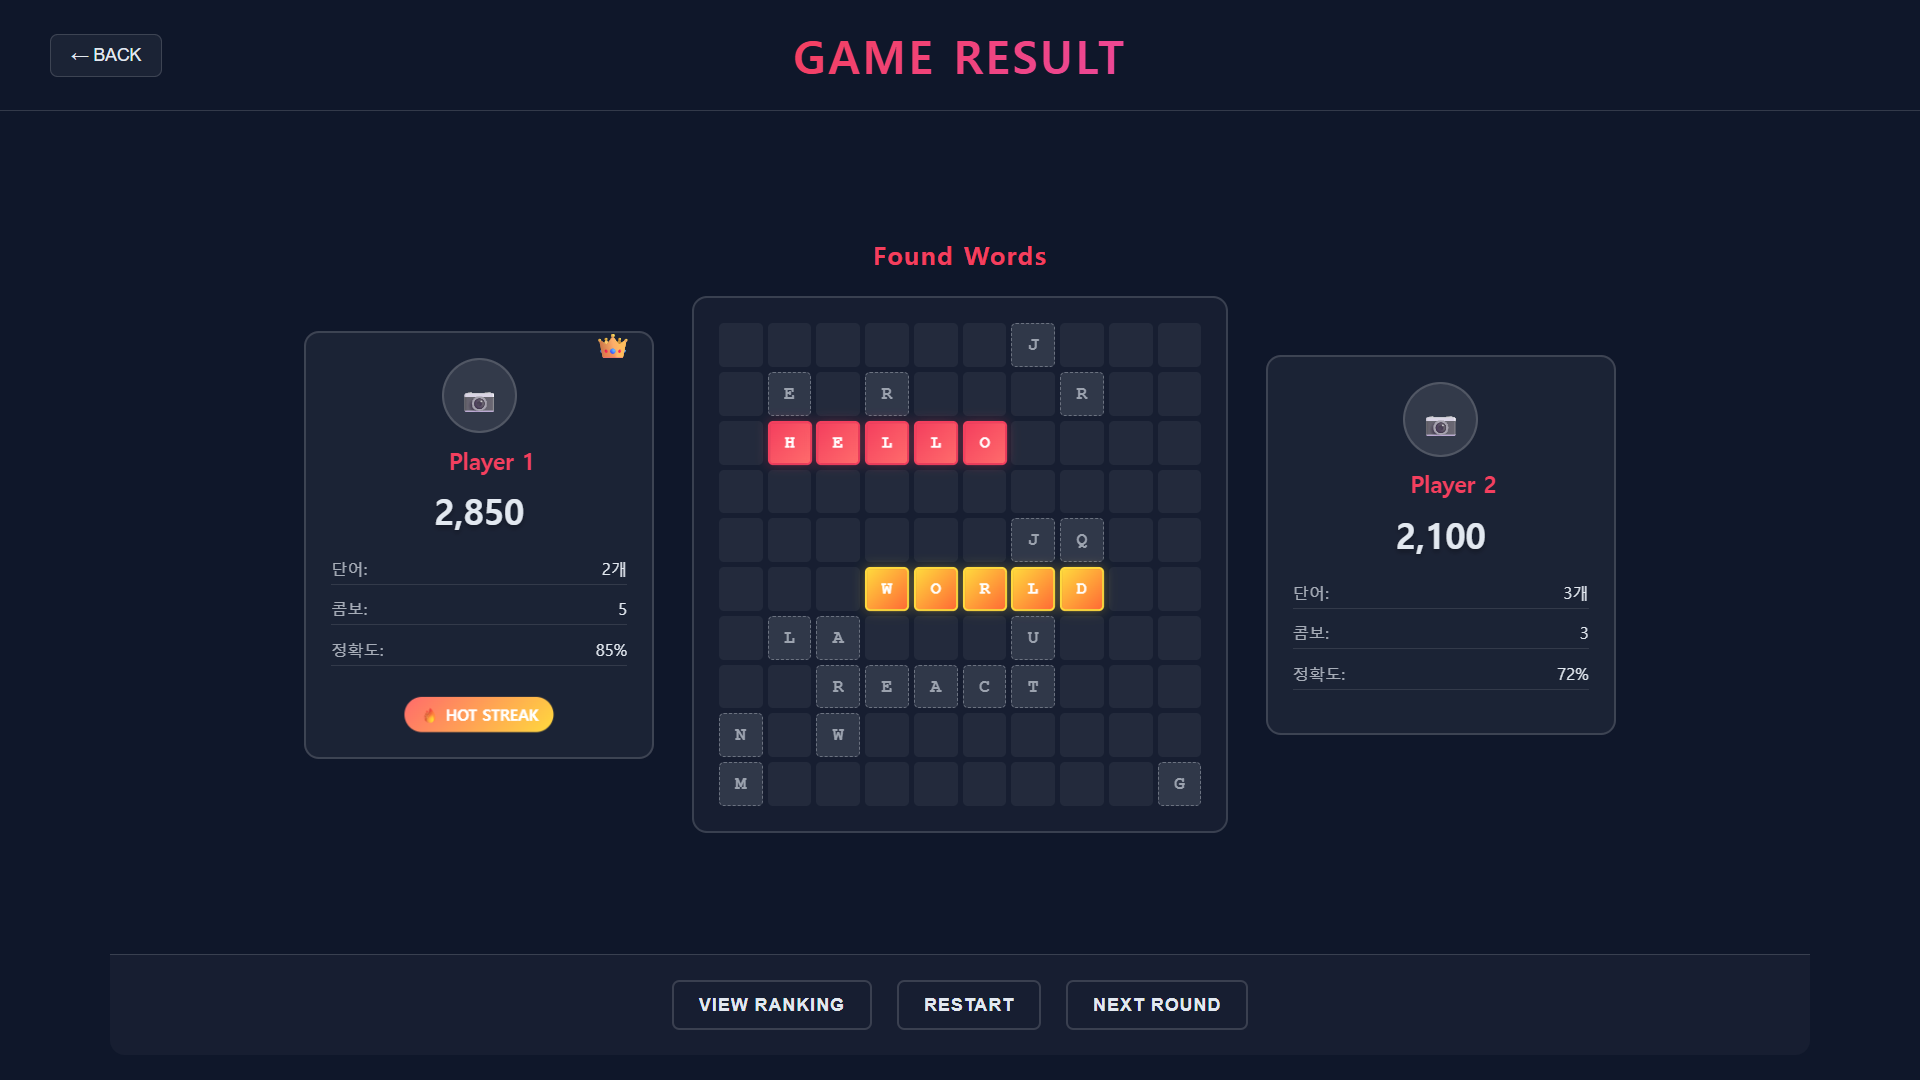 ←BACK
GAME RESULT
Found Words
Player 1
2,850
단어: 2개
콤보: 5
정확도: 85%
HOT STREAK
J
E R R
H E L L O
J Q
W O R L D
L A U
R E A C T
N W
M G
Player 2
2,100
단어: 3개
콤보: 3
정확도: 72%
VIEW RANKING
RESTART
NEXT ROUND